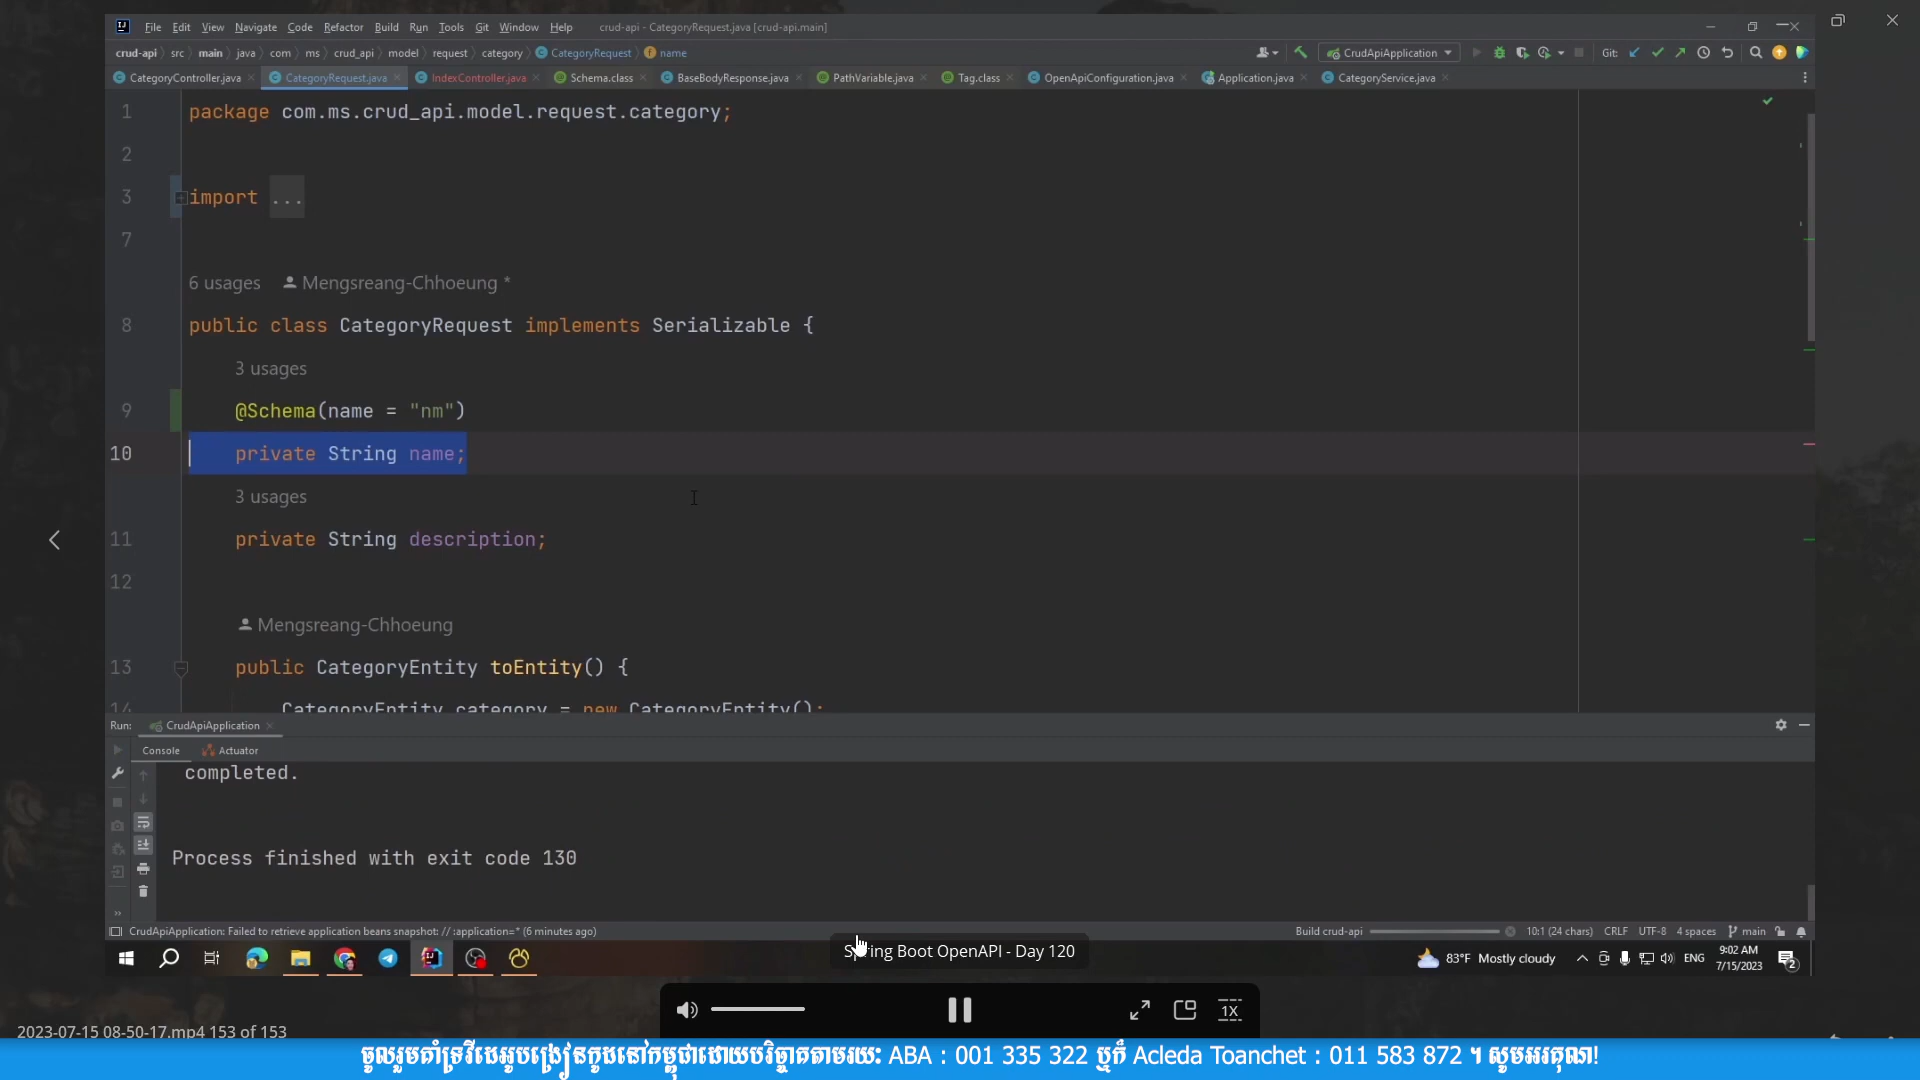 File Edit View Navigate Code Refactor Build Run Tools Git Window Help crud-api - CategoryRequest.java [crud-api.main]
crud-api src main java com ms crud_api model request category CategoryRequest name CrudApiApplication Git:
CategoryController.java CategoryRequest.java IndexController.java Schema.class BaseBodyResponse.java PathVariable.java Tag.class OpenApiConfiguration.java Application.java CategoryService.java
1 package com.ms.crud_api.model.request.category;
2
3 import ...
7
6 usages Mengsreang-Chhoeung *
8 public class CategoryRequest implements Serializable {
3 usages
9 @Schema(name = "nm")
10 private String name;
3 usages
11 private String description;
12
Mengsreang-Chhoeung
13 public CategoryEntity toEntity() {
14 CategoryEntity category = new CategoryEntity();
Run: CrudApiApplication
Console Actuator
completed.
Process finished with exit code 130
CrudApiApplication: Failed to retrieve application beans snapshot: // :application=* (6 minutes ago) Build crud-api 10:1 (24 chars) CRLF UTF-8 4 spaces main
83°F Mostly cloudy ENG 9:02 AM 7/15/2023 2
Spring Boot OpenAPI - Day 120
1X
2023-07-15 08-50-17.mp4 153 of 153
ចូលរួមគាំទ្រវីដេអូបង្រៀនកូដនៅកម្ពុជាដោយបរិច្ចាគតាមរយៈ ABA : 001 335 322 ឬក៏ Acleda Toanchet : 011 583 872 ។ សូមអរគុណ!